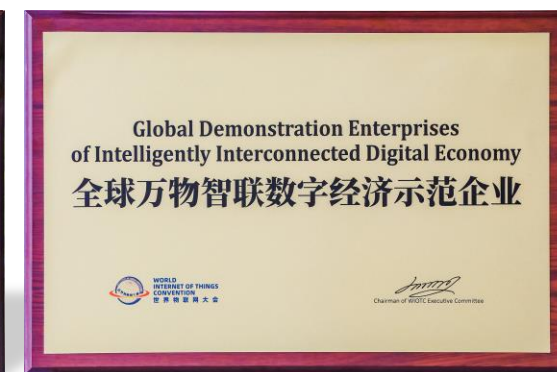 Global Demonstration Enterprises
of Intelligently Interconnected Digital Economy
全球万物智联数字经济示范企业
WORLD
INTERNET OF THINGS
CONVENTION
世界物联网大会
Chairman of WIOTC Executive Committee